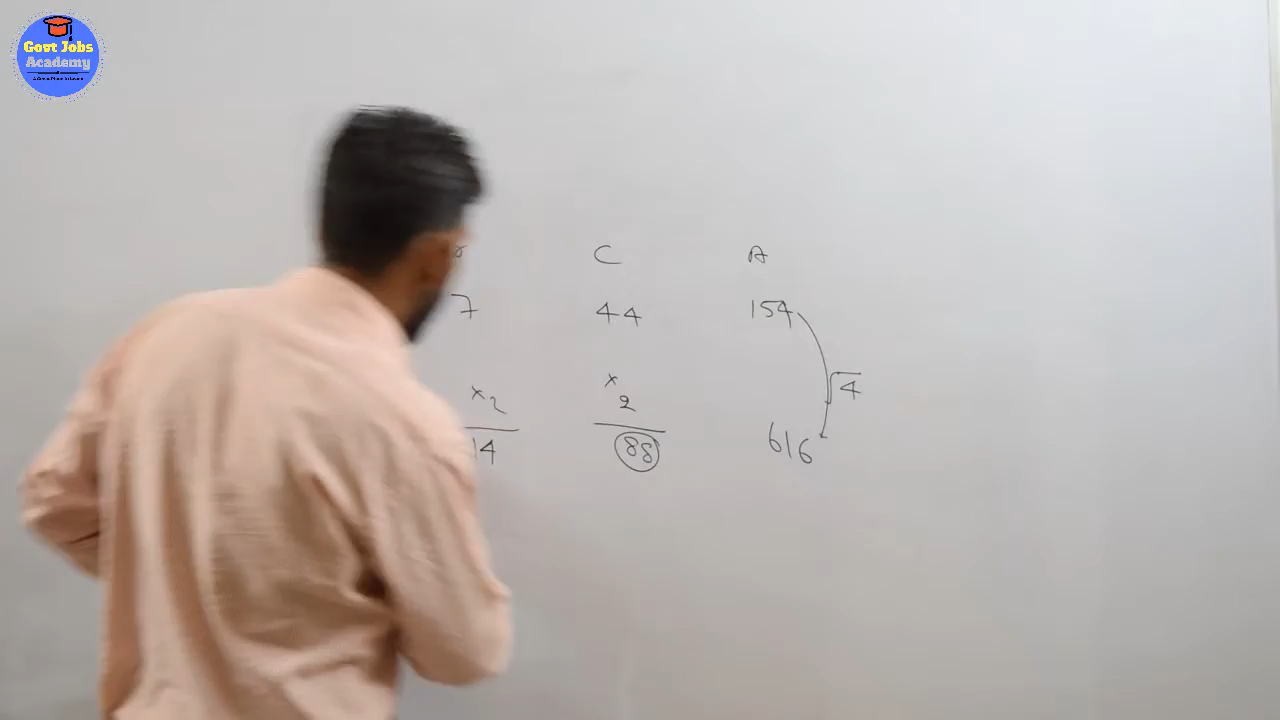 Govt Jobs
Academy
r C A
7 44 154
x2 x2 √4
14 88 616